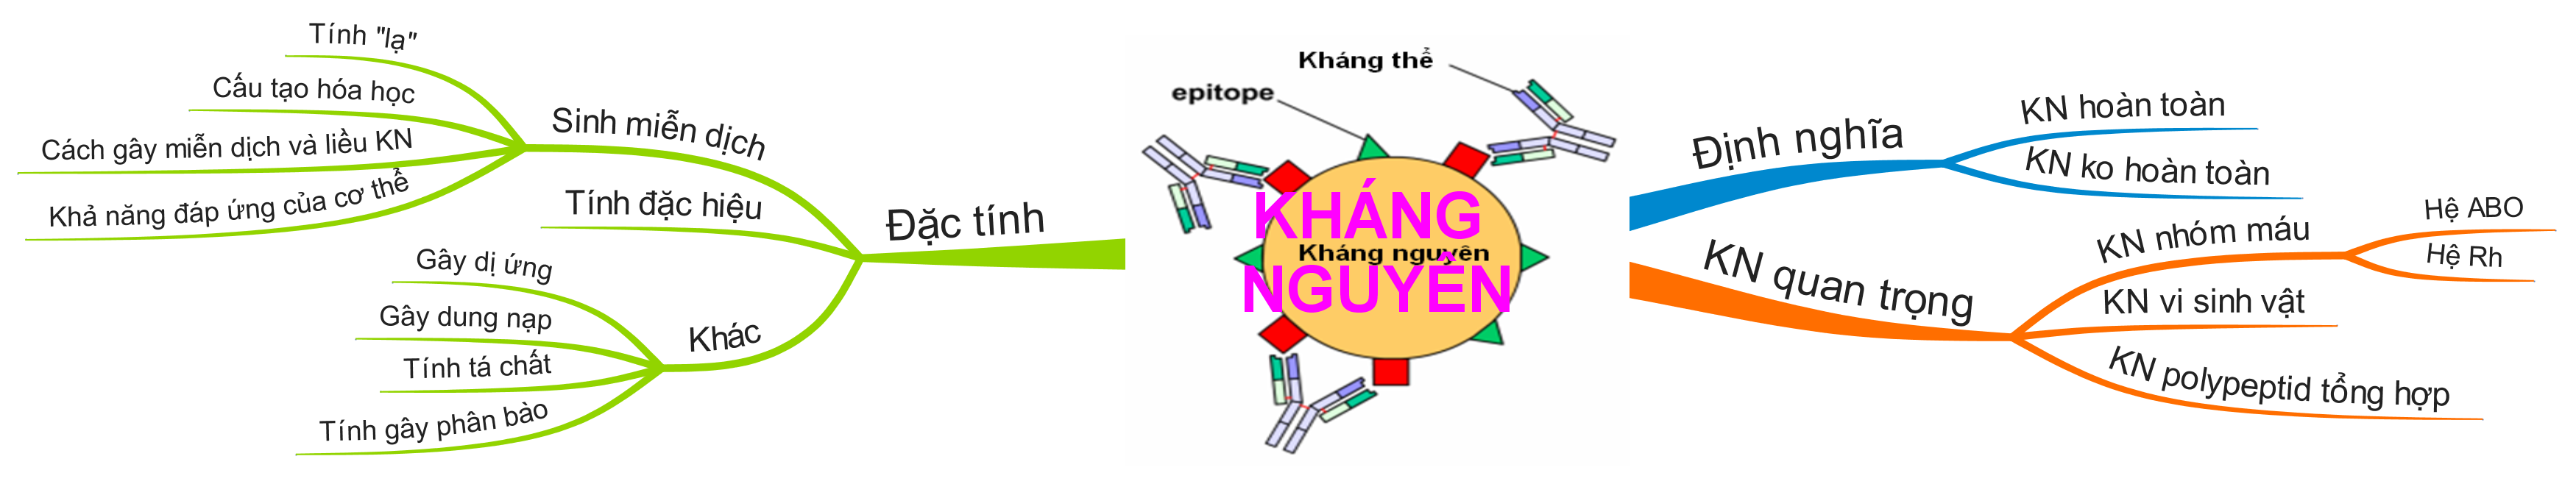 Tính "lạ"
Cấu tạo hóa học
Cách gây miễn dịch và liều KN
Khả năng đáp ứng của cơ thể
Sinh miễn dịch
Tính đặc hiệu
Gây dị ứng
Gây dung nạp
Tính tá chất
Tính gây phân bào
Khác
Đặc tính
Kháng thể
epitope
KHÁNG
Kháng nguyên
NGUYÊN
Định nghĩa
KN hoàn toàn
KN ko hoàn toàn
KN quan trọng
KN nhóm máu
Hệ ABO
Hệ Rh
KN vi sinh vật
KN polypeptid tổng hợp